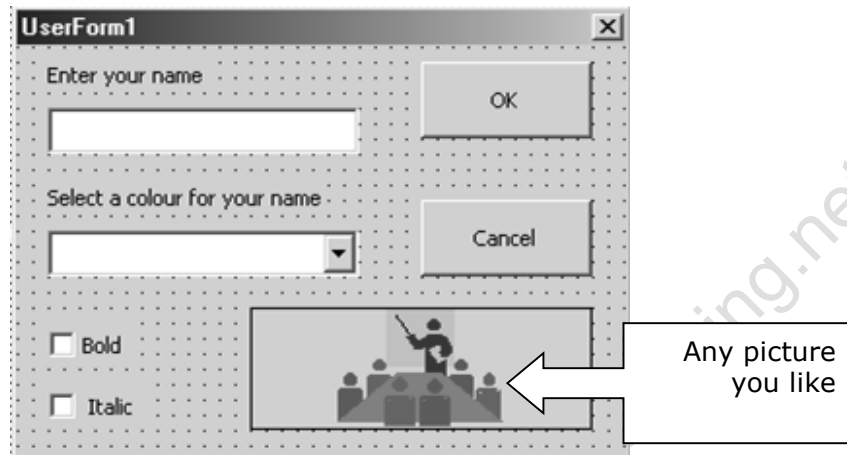 UserForm1
Enter your name
OK
Select a colour for your name
Cancel
Bold
Italic
Any picture
you like